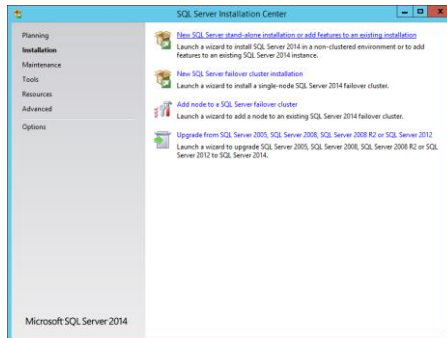 SQL Server Installation Center
Planning
Installation
Maintenance
Tools
Resources
Advanced
Options
New SQL Server stand-alone installation or add features to an existing installation
Launch a wizard to install SQL Server 2014 in a non-clustered environment or to add
features to an existing SQL Server 2014 instance.
New SQL Server failover cluster installation
Launch a wizard to install a single-node SQL Server 2014 failover cluster.
Add node to a SQL Server failover cluster
Launch a wizard to add a node to an existing SQL Server 2014 failover cluster.
Upgrade from SQL Server 2005, SQL Server 2008, SQL Server 2008 R2 or SQL Server 2012
Launch a wizard to upgrade SQL Server 2005, SQL Server 2008, SQL Server 2008 R2 or SQL
Server 2012 to SQL Server 2014.
Microsoft SQL Server 2014